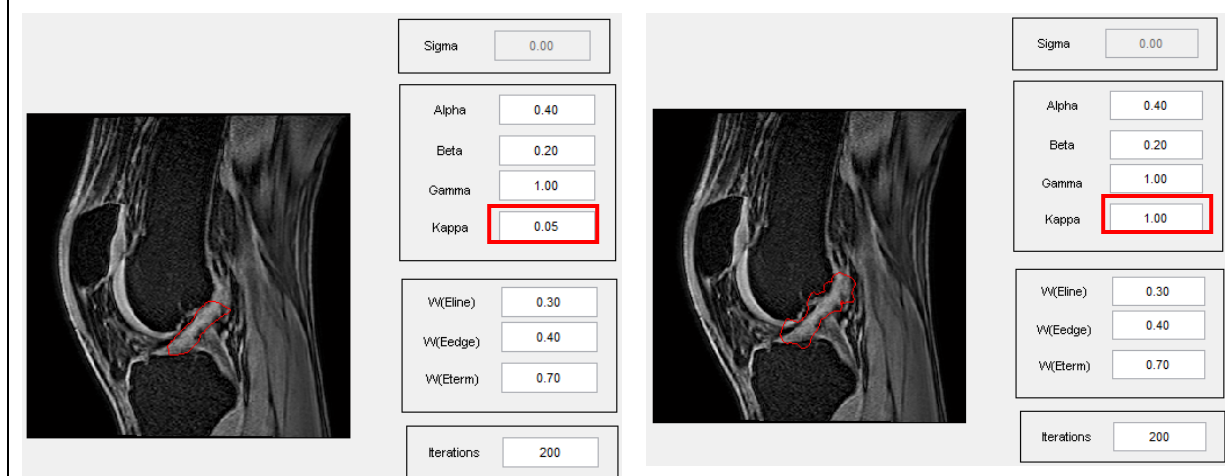 Sigma 0.00
Alpha 0.40
Beta 0.20
Gamma 1.00
Kappa 0.05
W(Eline) 0.30
W(Eedge) 0.40
W(Eterm) 0.70
Iterations 200
Sigma 0.00
Alpha 0.40
Beta 0.20
Gamma 1.00
Kappa 1.00
W(Eline) 0.30
W(Eedge) 0.40
W(Eterm) 0.70
Iterations 200